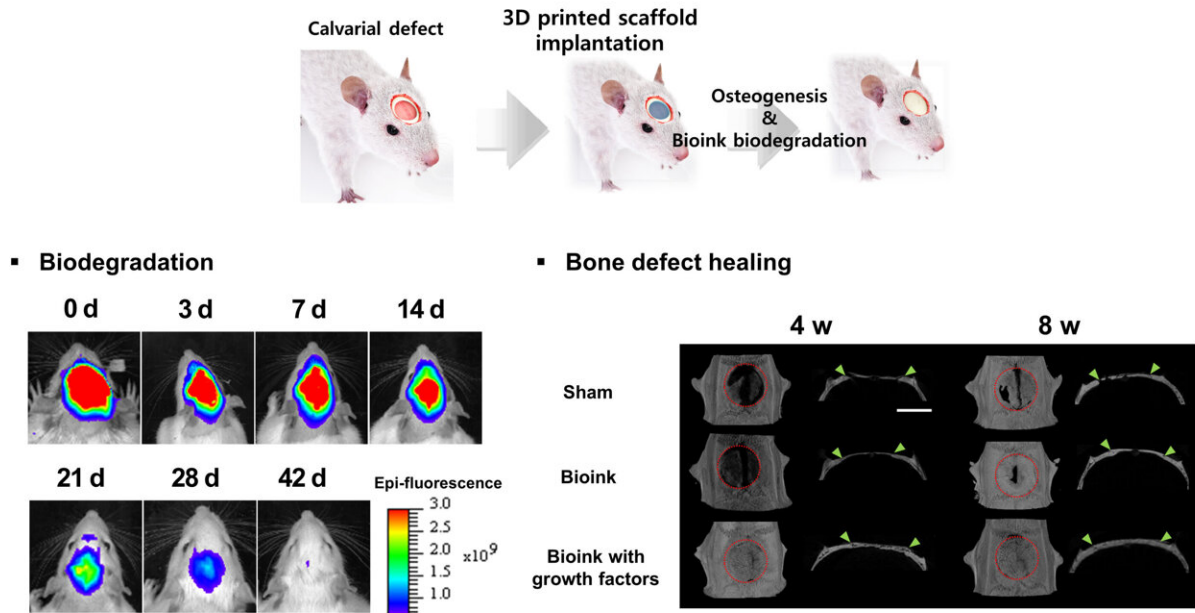 Calvarial defect
3D printed scaffold
implantation
Osteogenesis
&
Bioink biodegradation
▪ Biodegradation
0 d 3 d 7 d 14 d
21 d 28 d 42 d
Epi-fluorescence
3.0
2.5
2.0
x10⁹
1.5
1.0
▪ Bone defect healing
4 w 8 w
Sham
Bioink
Bioink with
growth factors